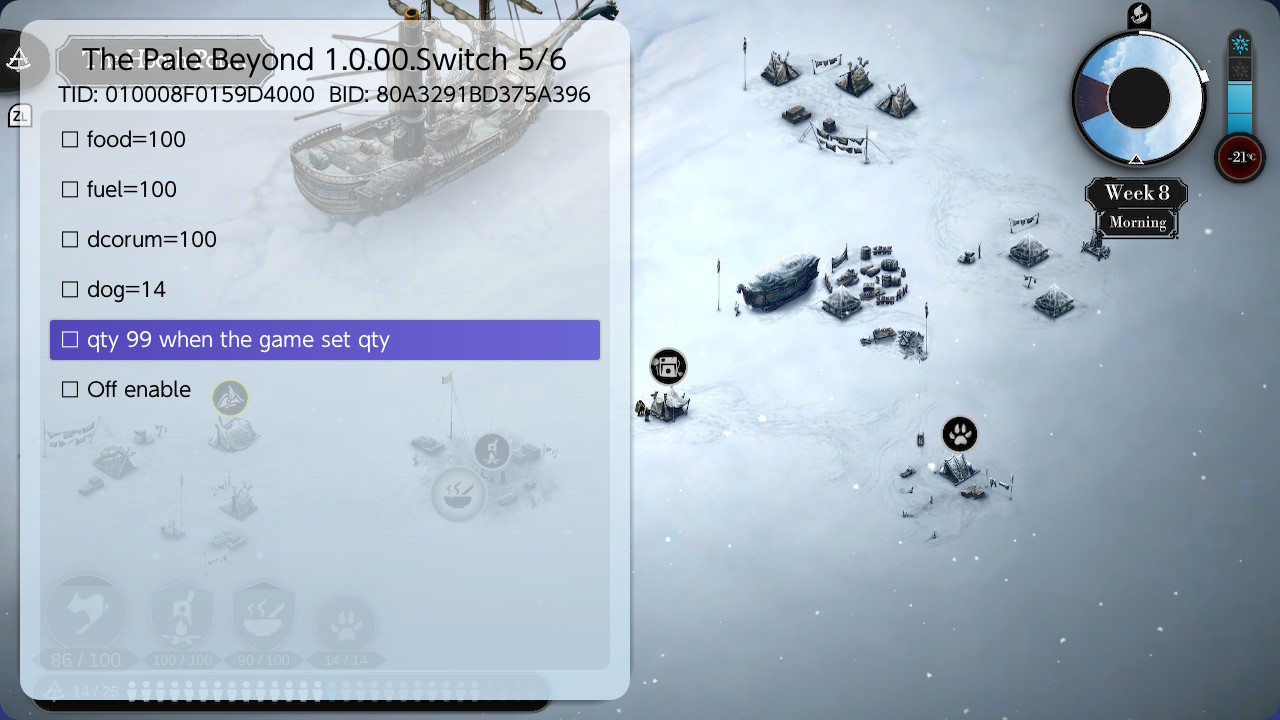 The Pale Beyond 1.0.00.Switch 5/6
TID: 010008F0159D4000 BID: 80A3291BD375A396
ZL
food=100
fuel=100
dcorum=100
dog=14
qty 99 when the game set qty
Off enable
-21°C
Week 8
Morning
86 / 100
100 / 100
90 / 100
14 / 14
14 / 25